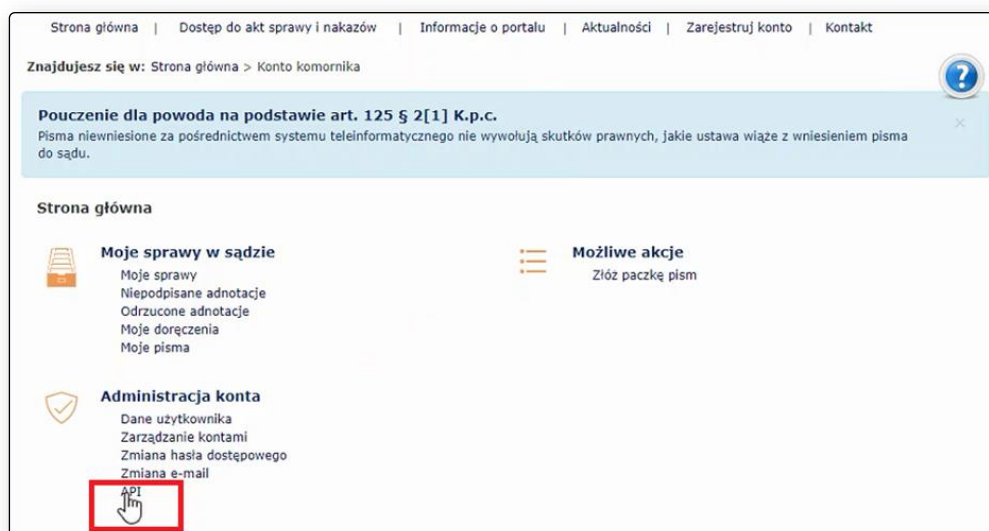 Strona główna | Dostęp do akt sprawy i nakazów | Informacje o portalu | Aktualności | Zarejestruj konto | Kontakt
Znajdujesz się w: Strona główna > Konto komornika
?
Pouczenie dla powoda na podstawie art. 125 § 2[1] K.p.c.
Pisma niewniesione za pośrednictwem systemu teleinformatycznego nie wywołują skutków prawnych, jakie ustawa wiąże z wniesieniem pisma
do sądu.
Strona główna
Moje sprawy w sądzie
Moje sprawy
Niepodpisane adnotacje
Odrzucone adnotacje
Moje doręczenia
Moje pisma
Możliwe akcje
Złóż paczkę pism
Administracja konta
Dane użytkownika
Zarządzanie kontami
Zmiana hasła dostępowego
Zmiana e-mail
API